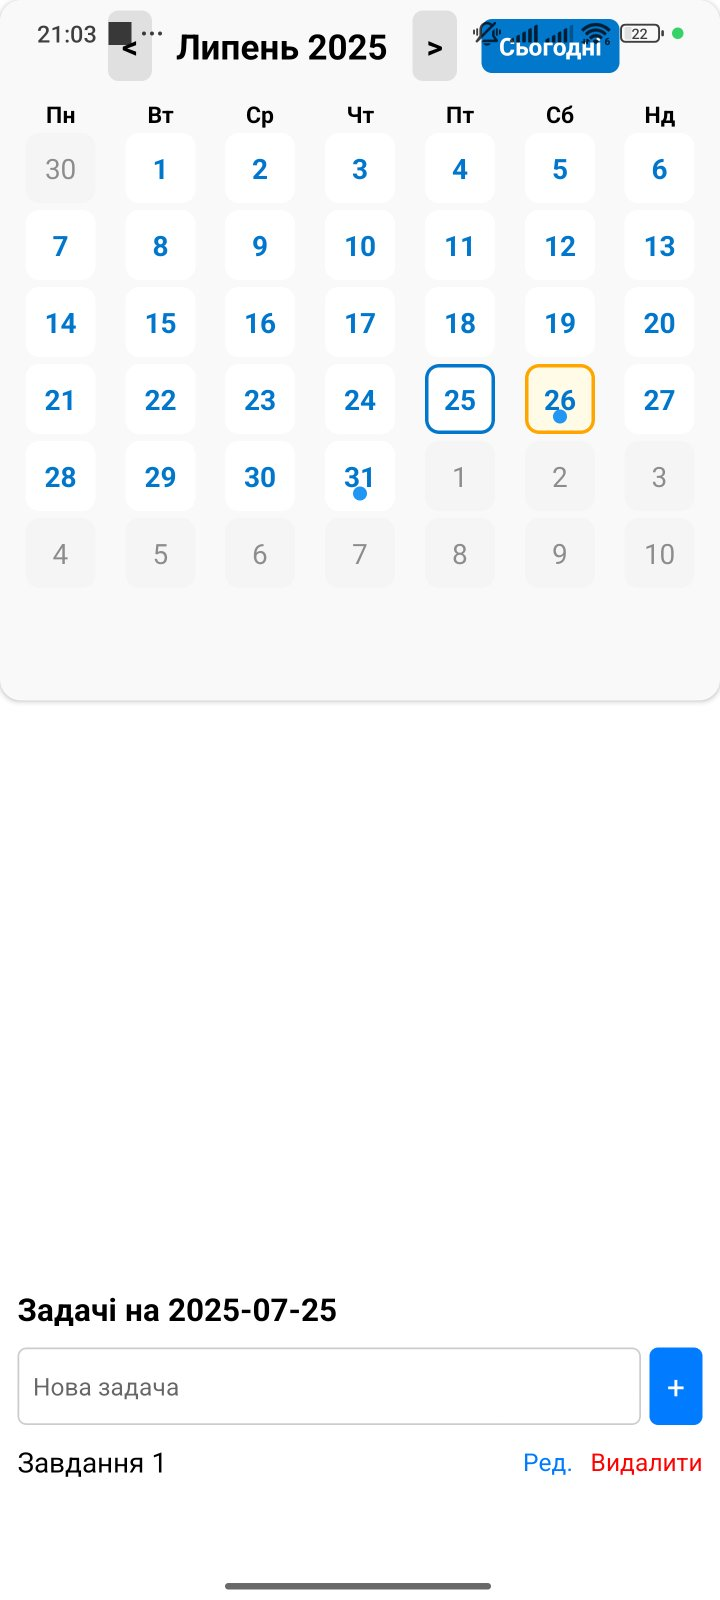 21:03 ... 22
< Липень 2025 > Сьогодні
Пн Вт Ср Чт Пт Сб Нд
30 1 2 3 4 5 6
7 8 9 10 11 12 13
14 15 16 17 18 19 20
21 22 23 24 25 26 27
28 29 30 31 1 2 3
4 5 6 7 8 9 10
Задачі на 2025-07-25
Нова задача +
Завдання 1 Ред. Видалити